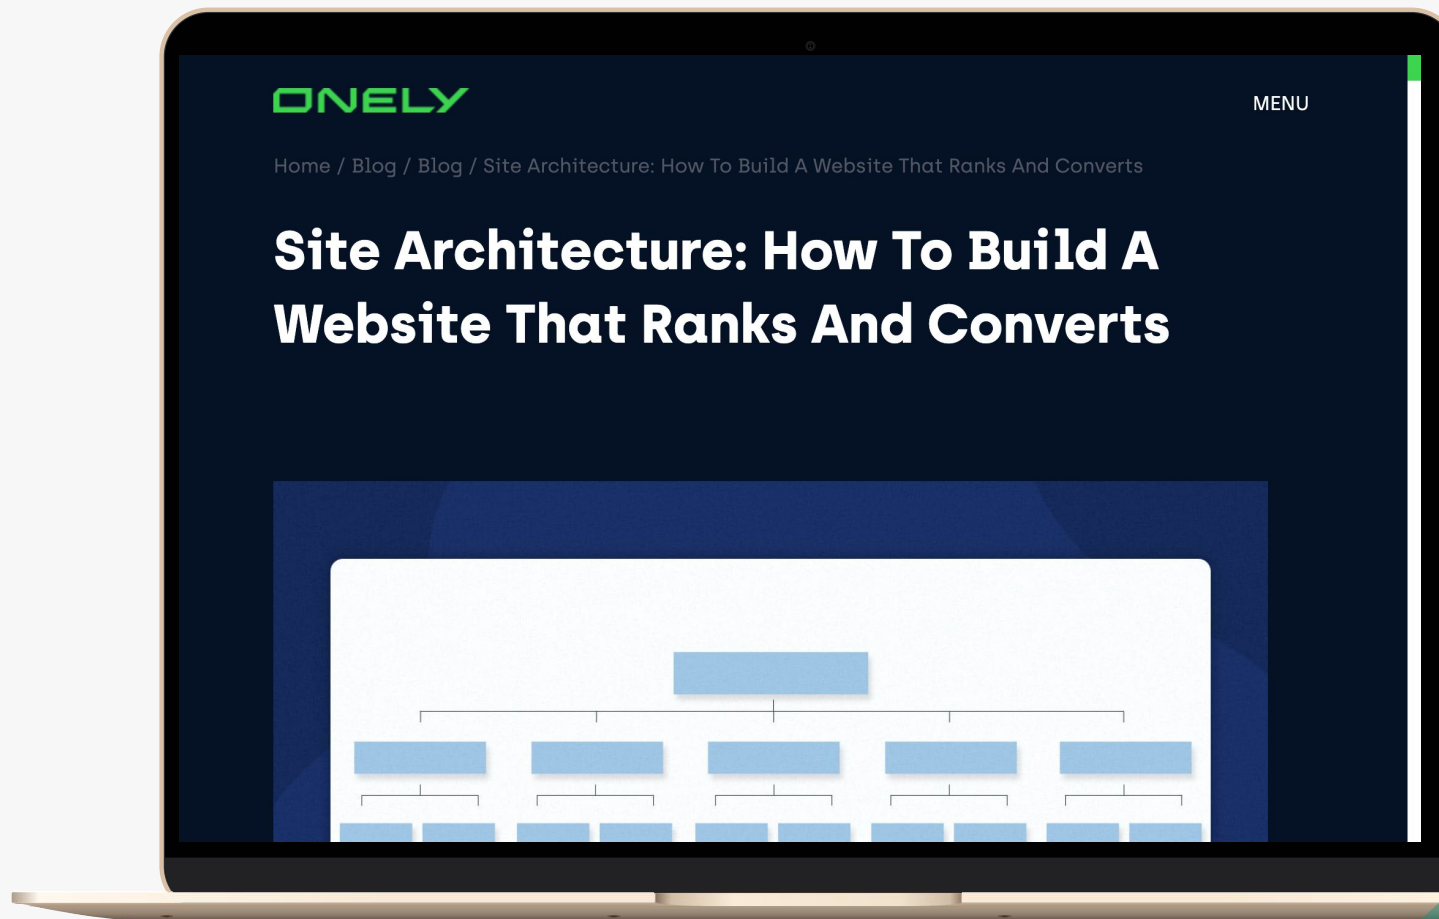 ONELY
MENU
Home / Blog / Blog / Site Architecture: How To Build A Website That Ranks And Converts
Site Architecture: How To Build A
Website That Ranks And Converts